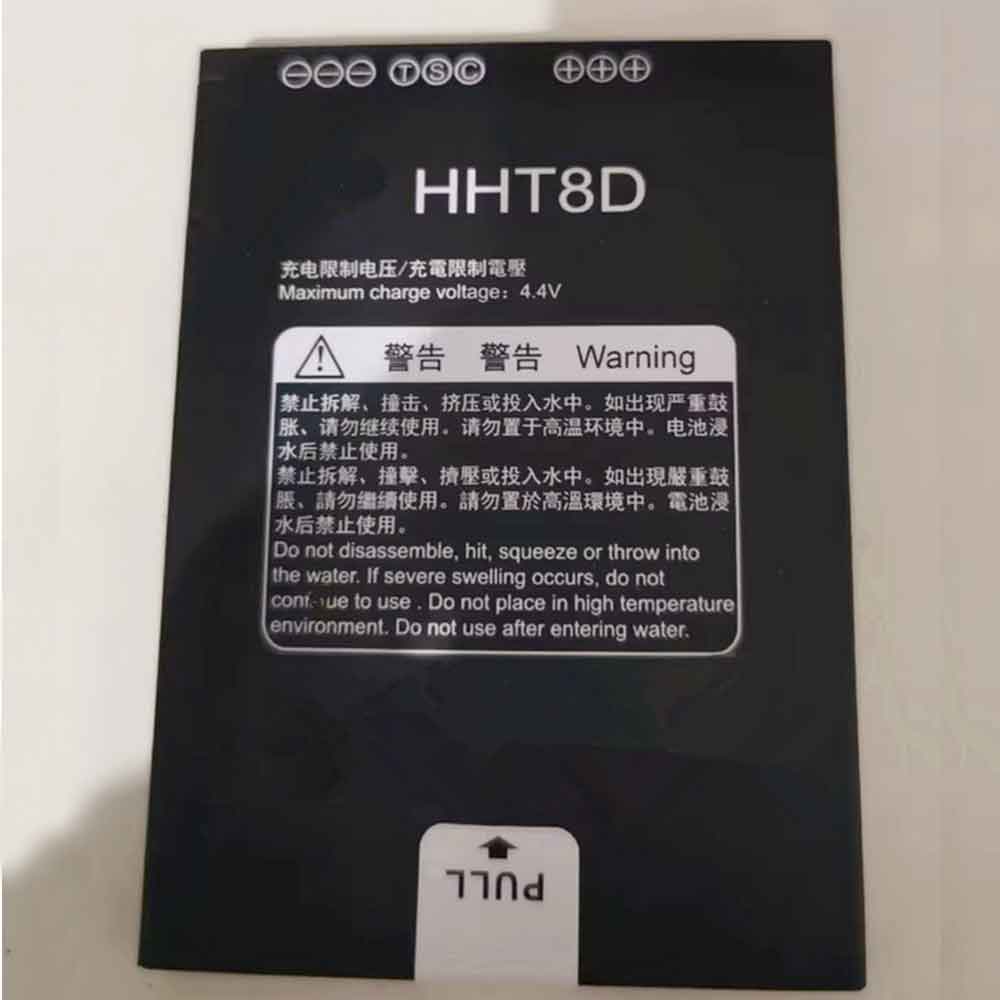 ⊖⊖⊖ ⓉⓈⒸ ⊕⊕⊕
HHT8D
充电限制电压/充電限制電壓
Maximum charge voltage: 4.4V
警告 警告 Warning
禁止拆解、撞击、挤压或投入水中。如出现严重鼓
胀、请勿继续使用。请勿置于高温环境中。电池浸
水后禁止使用。
禁止拆解、撞擊、擠壓或投入水中。如出現嚴重鼓
脹、請勿繼續使用。請勿置於高溫環境中。電池浸
水后禁止使用。
Do not disassemble, hit, squeeze or throw into
the water. If severe swelling occurs, do not
continue to use . Do not place in high temperature
environment. Do not use after entering water.
PULL